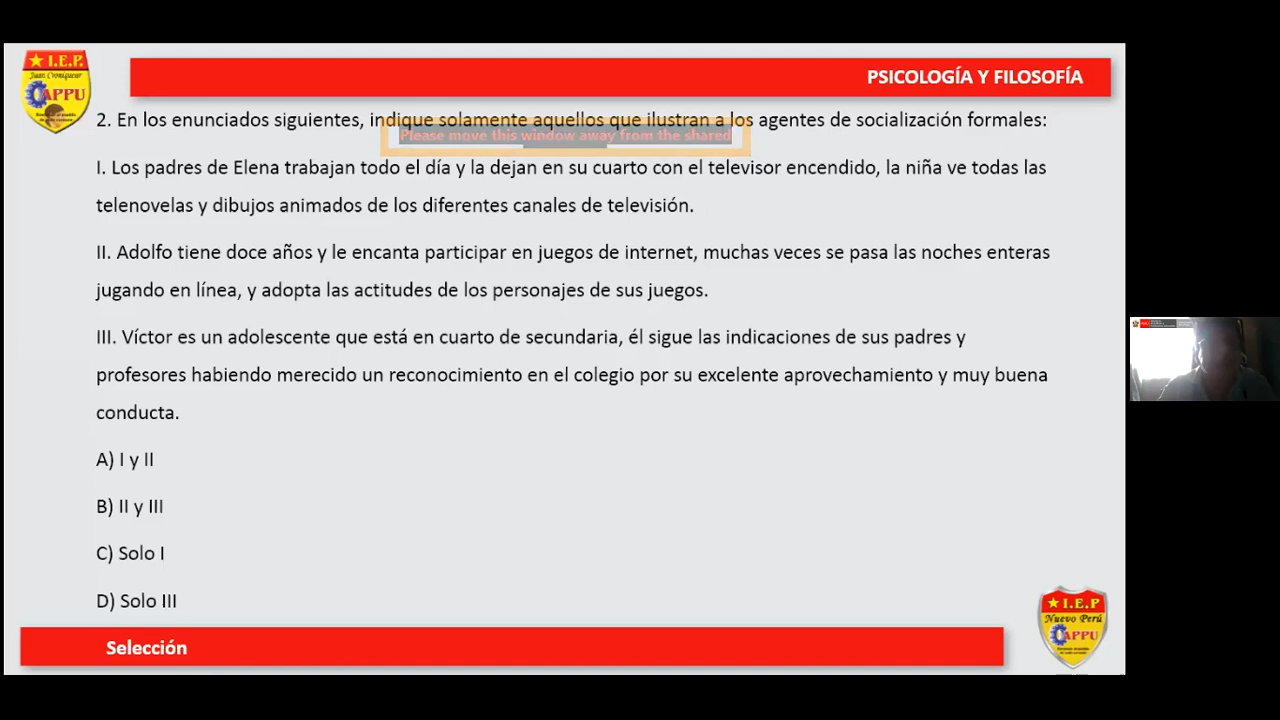 I.E.P.
Juan Croniqueur
CAPPU
PSICOLOGÍA Y FILOSOFÍA
2. En los enunciados siguientes, indique solamente aquellos que ilustran a los agentes de socialización formales:
Please move this window away from the shared
I. Los padres de Elena trabajan todo el día y la dejan en su cuarto con el televisor encendido, la niña ve todas las
telenovelas y dibujos animados de los diferentes canales de televisión.
II. Adolfo tiene doce años y le encanta participar en juegos de internet, muchas veces se pasa las noches enteras
jugando en línea, y adopta las actitudes de los personajes de sus juegos.
III. Víctor es un adolescente que está en cuarto de secundaria, él sigue las indicaciones de sus padres y
profesores habiendo merecido un reconocimiento en el colegio por su excelente aprovechamiento y muy buena
conducta.
A) I y II
B) II y III
C) Solo I
D) Solo III
I.E.P
Nuevo Perú
CAPPU
Selección